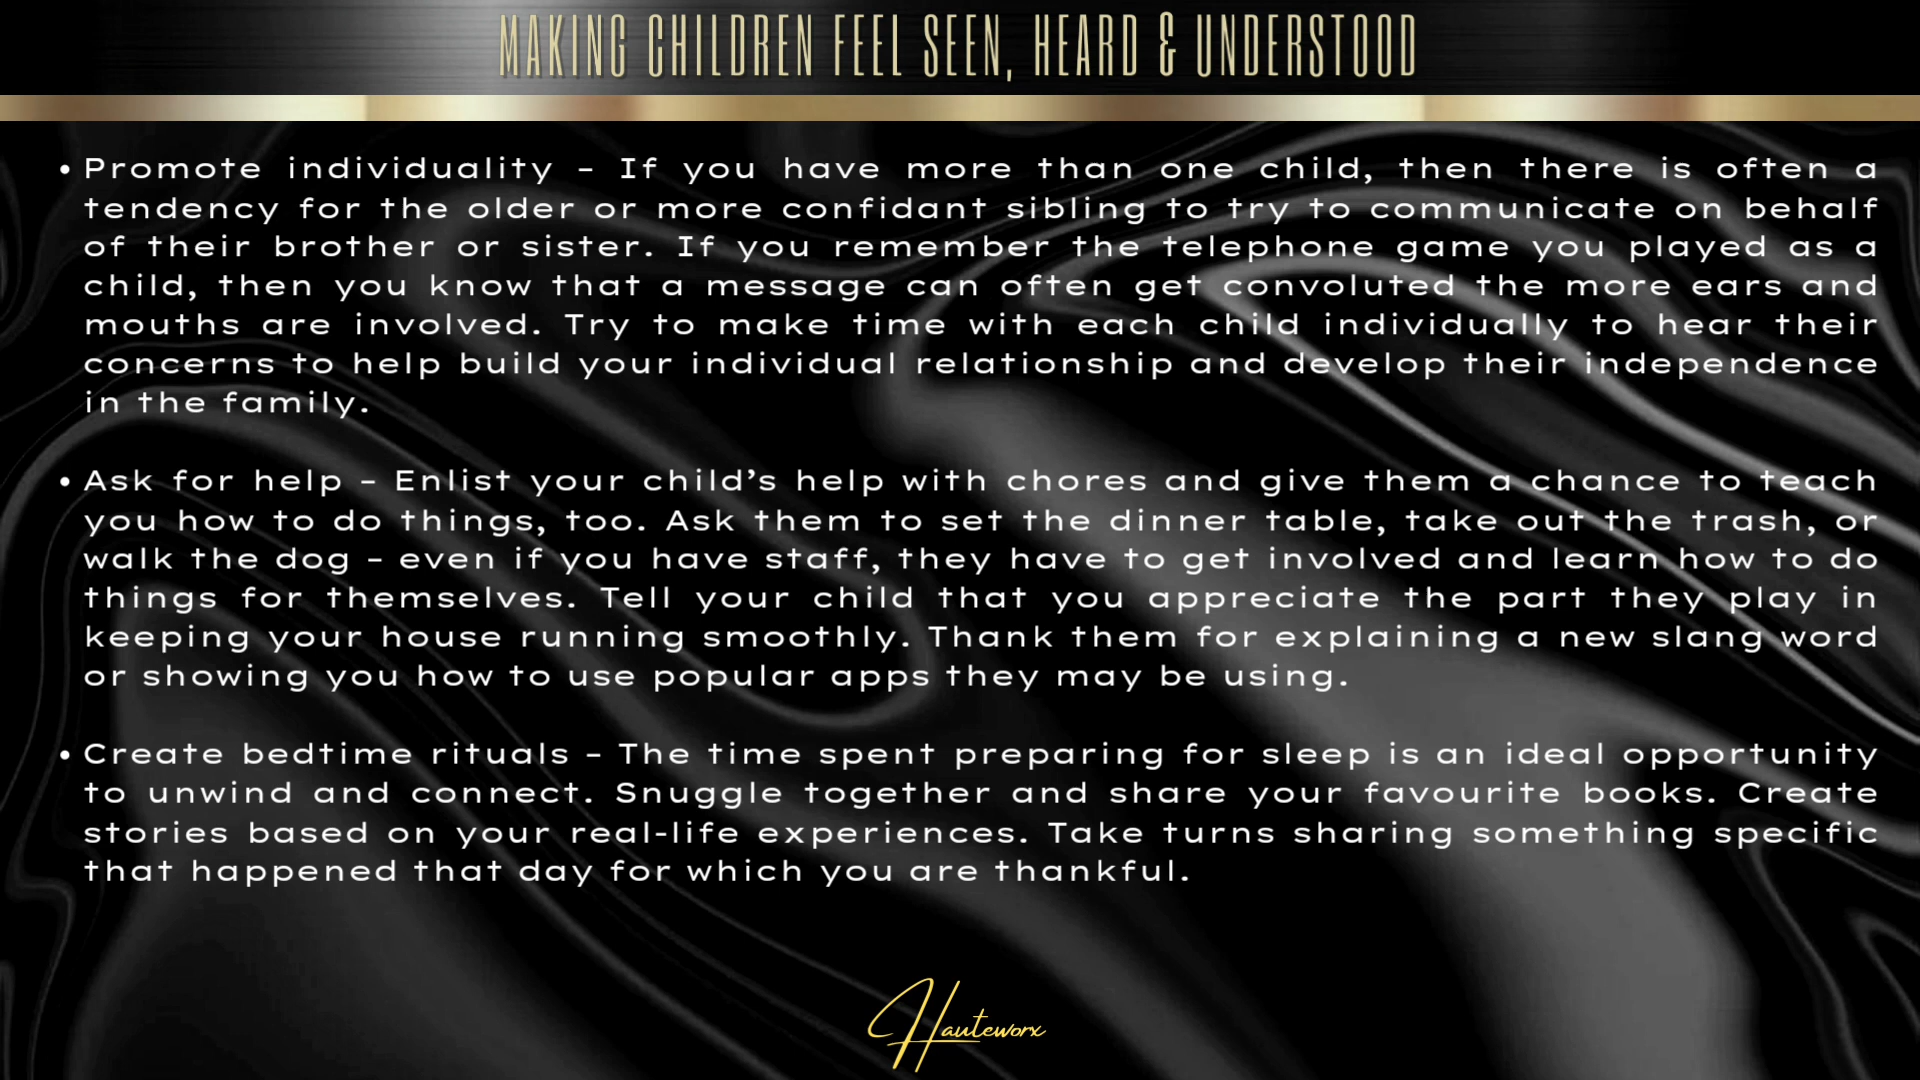 MAKING CHILDREN FEEL SEEN, HEARD & UNDERSTOOD
• Promote individuality – If you have more than one child, then there is often a
tendency for the older or more confidant sibling to try to communicate on behalf
of their brother or sister. If you remember the telephone game you played as a
child, then you know that a message can often get convoluted the more ears and
mouths are involved. Try to make time with each child individually to hear their
concerns to help build your individual relationship and develop their independence
in the family.
• Ask for help – Enlist your child’s help with chores and give them a chance to teach
you how to do things, too. Ask them to set the dinner table, take out the trash, or
walk the dog – even if you have staff, they have to get involved and learn how to do
things for themselves. Tell your child that you appreciate the part they play in
keeping your house running smoothly. Thank them for explaining a new slang word
or showing you how to use popular apps they may be using.
• Create bedtime rituals – The time spent preparing for sleep is an ideal opportunity
to unwind and connect. Snuggle together and share your favourite books. Create
stories based on your real-life experiences. Take turns sharing something specific
that happened that day for which you are thankful.
Hauteworx